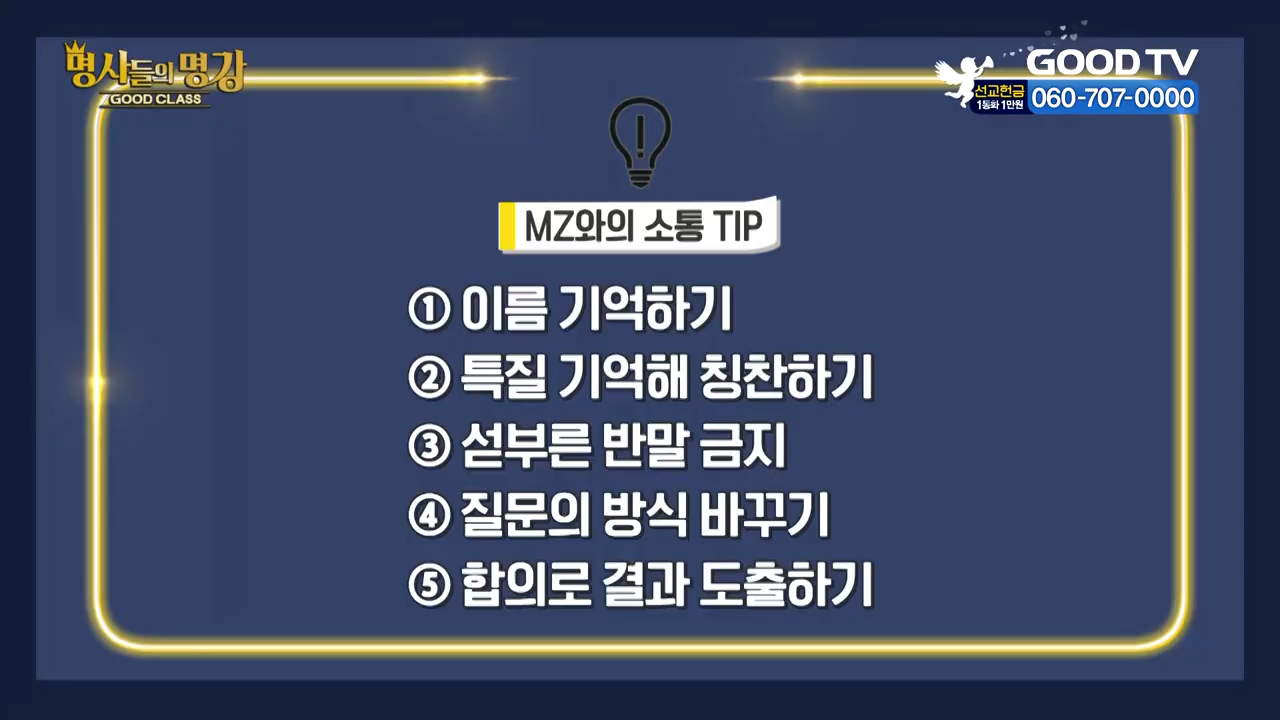 명사들의 명강
GOOD CLASS
GOOD TV
선교헌금
1통화 1만원
060-707-0000
MZ와의 소통 TIP
① 이름 기억하기
② 특질 기억해 칭찬하기
③ 섣부른 반말 금지
④ 질문의 방식 바꾸기
⑤ 합의로 결과 도출하기